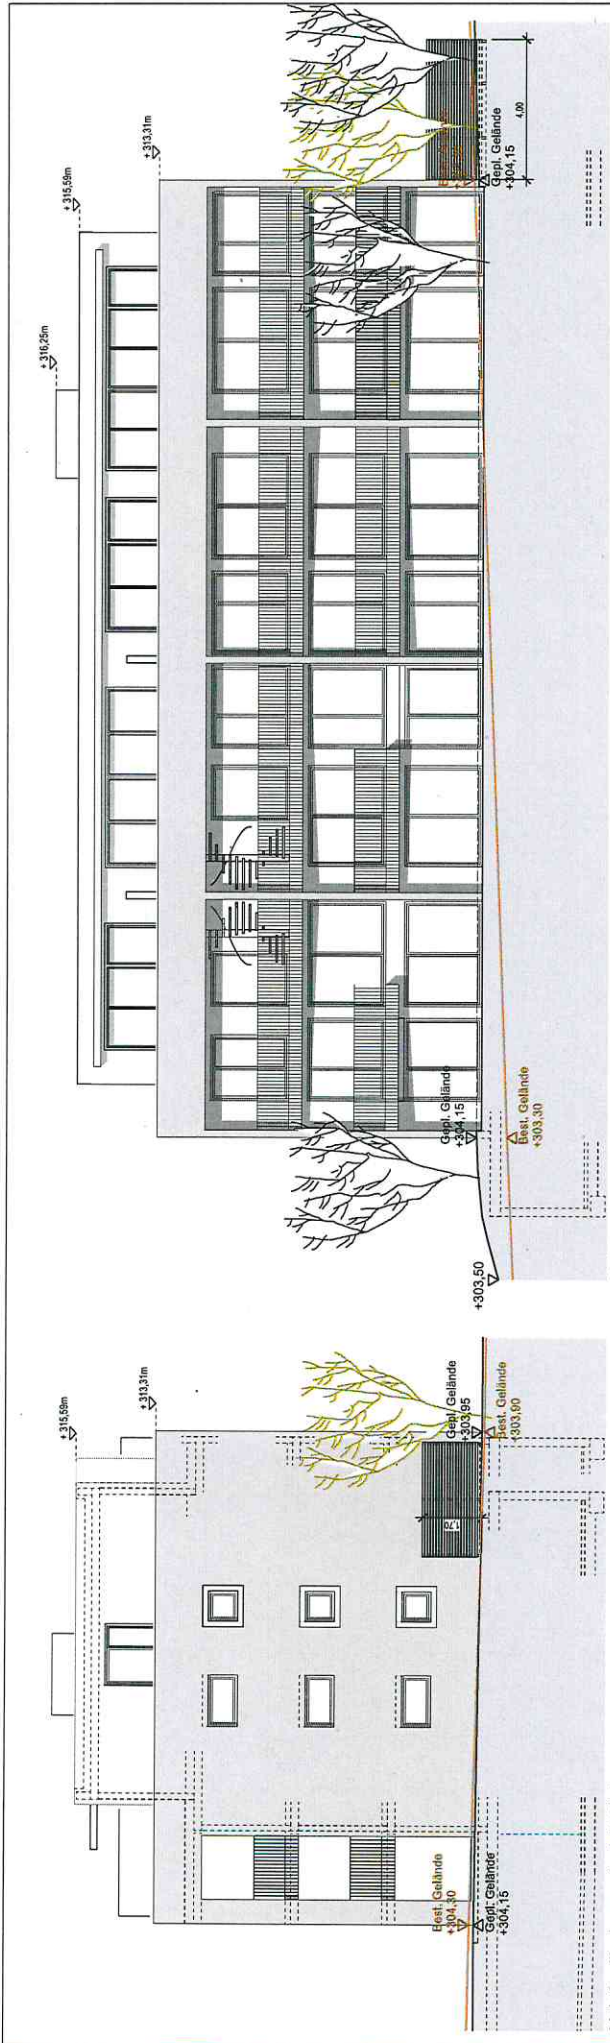 + 315,59m
+ 313,31m
1,70
Best. Gelände
+304,30
Gepl. Gelände
+304,15
Gepl. Gelände
+303,95
Best. Gelände
+303,90
+ 316,25m
+ 315,59m
+ 313,31m
+303,50
Gepl. Gelände
+304,15
Best. Gelände
+303,30
Gepl. Gelände
+304,15
4,00